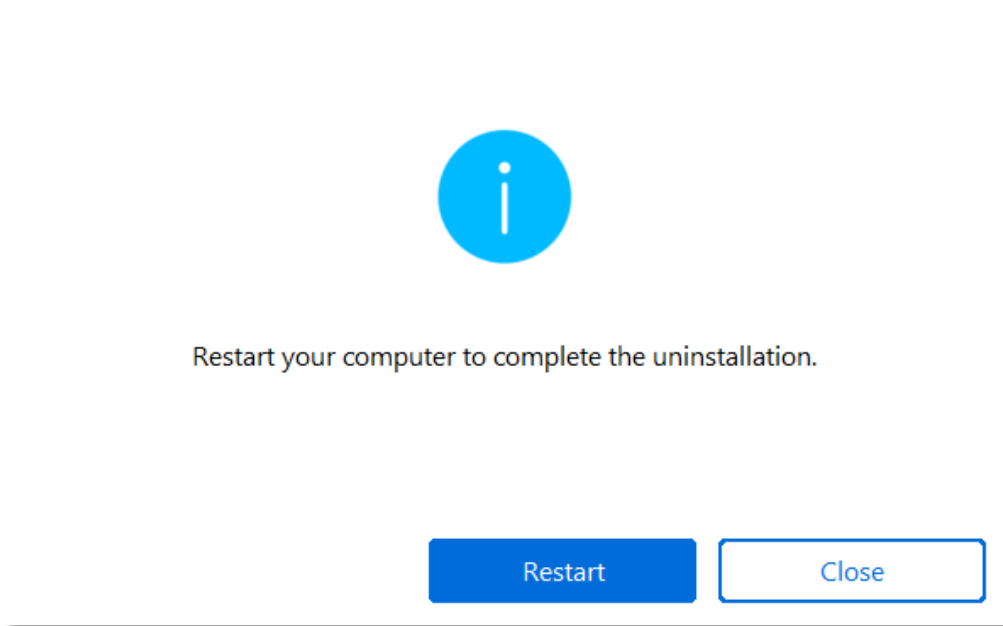 Restart your computer to complete the uninstallation.
Restart
Close